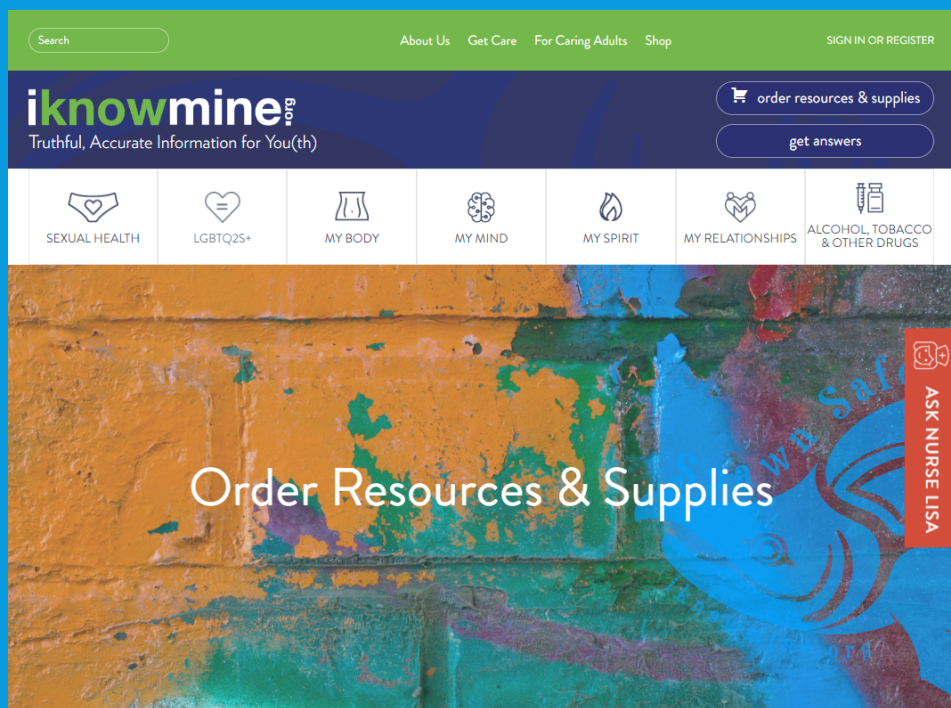 Search
About Us
Get Care
For Caring Adults
Shop
SIGN IN OR REGISTER
iknowmine.org
Truthful, Accurate Information for You(th)
order resources & supplies
get answers
SEXUAL HEALTH
LGBTQ2S+
MY BODY
MY MIND
MY SPIRIT
MY RELATIONSHIPS
ALCOHOL, TOBACCO
& OTHER DRUGS
Order Resources & Supplies
Spawn Safely
ASK NURSE LISA